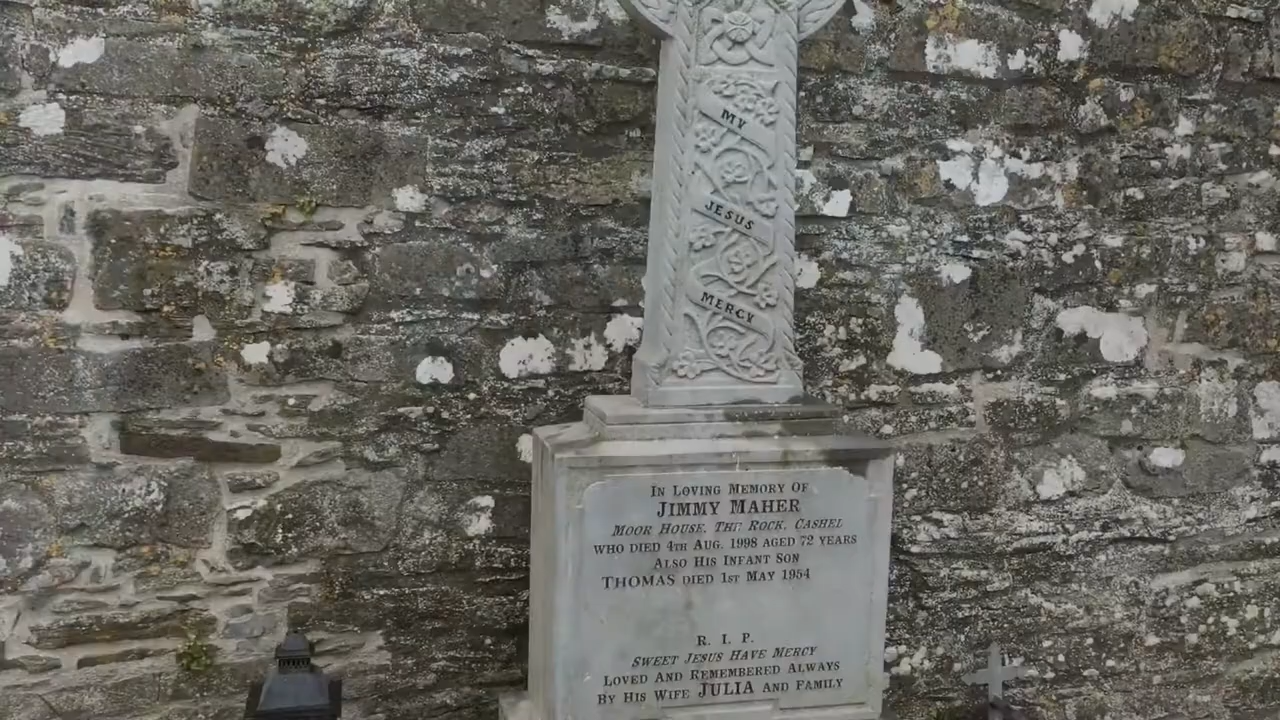 MY
JESUS
MERCY
IN LOVING MEMORY OF
JIMMY MAHER
MOOR HOUSE, THE ROCK, CASHEL
WHO DIED 4TH AUG. 1998 AGED 72 YEARS
ALSO HIS INFANT SON
THOMAS DIED 1ST MAY 1954
R. I. P.
SWEET JESUS HAVE MERCY
LOVED AND REMEMBERED ALWAYS
BY HIS WIFE JULIA AND FAMILY